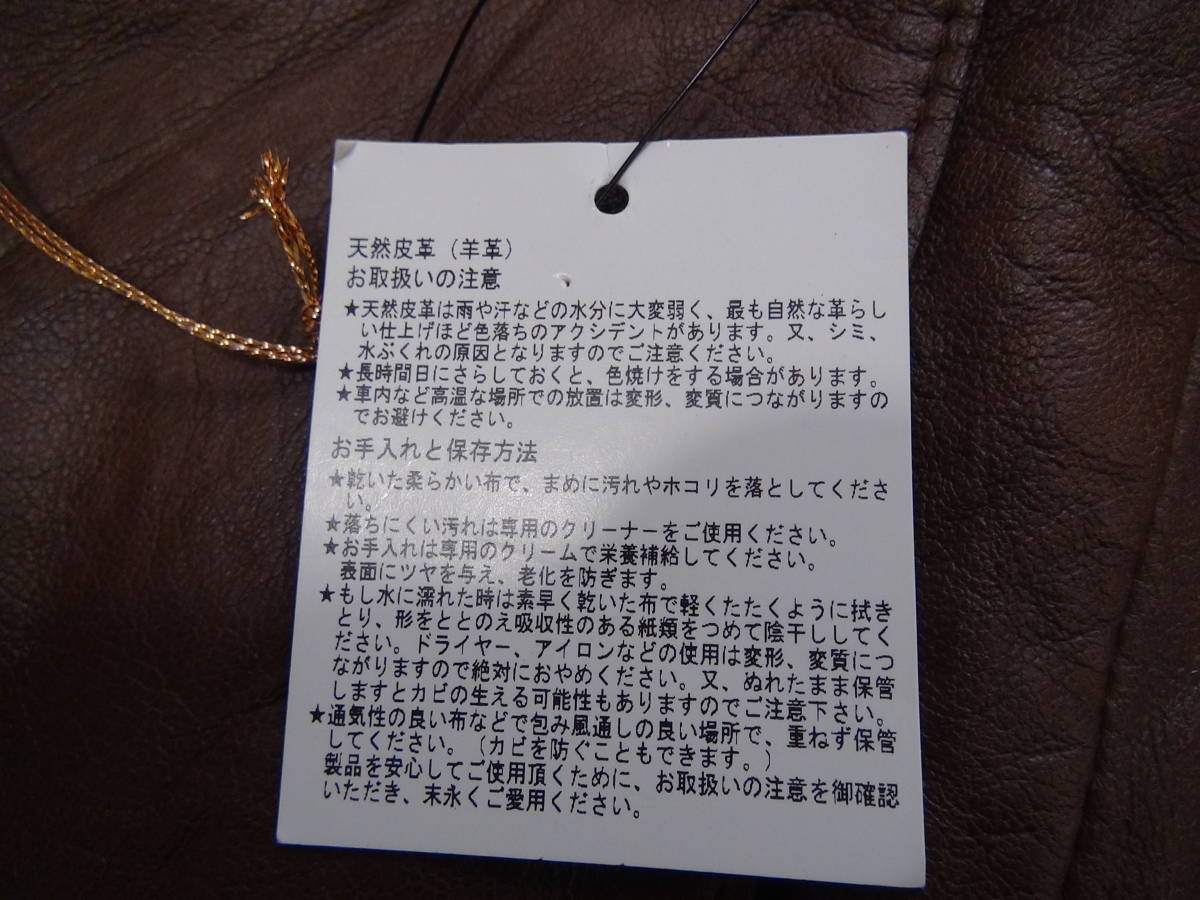 天然皮革（羊革）
お取扱いの注意
★天然皮革は雨や汗などの水分に大変弱く、最も自然な革らし
い仕上げほど色落ちのアクシデントがあります。又、シミ、
水ぶくれの原因となりますのでご注意ください。
★長時間日にさらしておくと、色焼けをする場合があります。
★車内など高温な場所での放置は変形、変質につながりますの
でお避けください。
お手入れと保存方法
★乾いた柔らかい布で、まめに汚れやホコリを落としてくださ
い。
★落ちにくい汚れは専用のクリーナーをご使用ください。
★お手入れは専用のクリームで栄養補給してください。
表面にツヤを与え、老化を防ぎます。
★もし水に濡れた時は素早く乾いた布で軽くたたくように拭き
とり、形をととのえ吸収性のある紙類をつめて陰干ししてく
ださい。ドライヤー、アイロンなどの使用は変形、変質につ
ながりますので絶対におやめください。又、ぬれたまま保管
しますとカビの生える可能性もありますのでご注意下さい。
★通気性の良い布などで包み風通しの良い場所で、重ねず保管
してください。（カビを防ぐこともできます。）
製品を安心してご使用頂くために、お取扱いの注意を御確認
いただき、末永くご愛用ください。